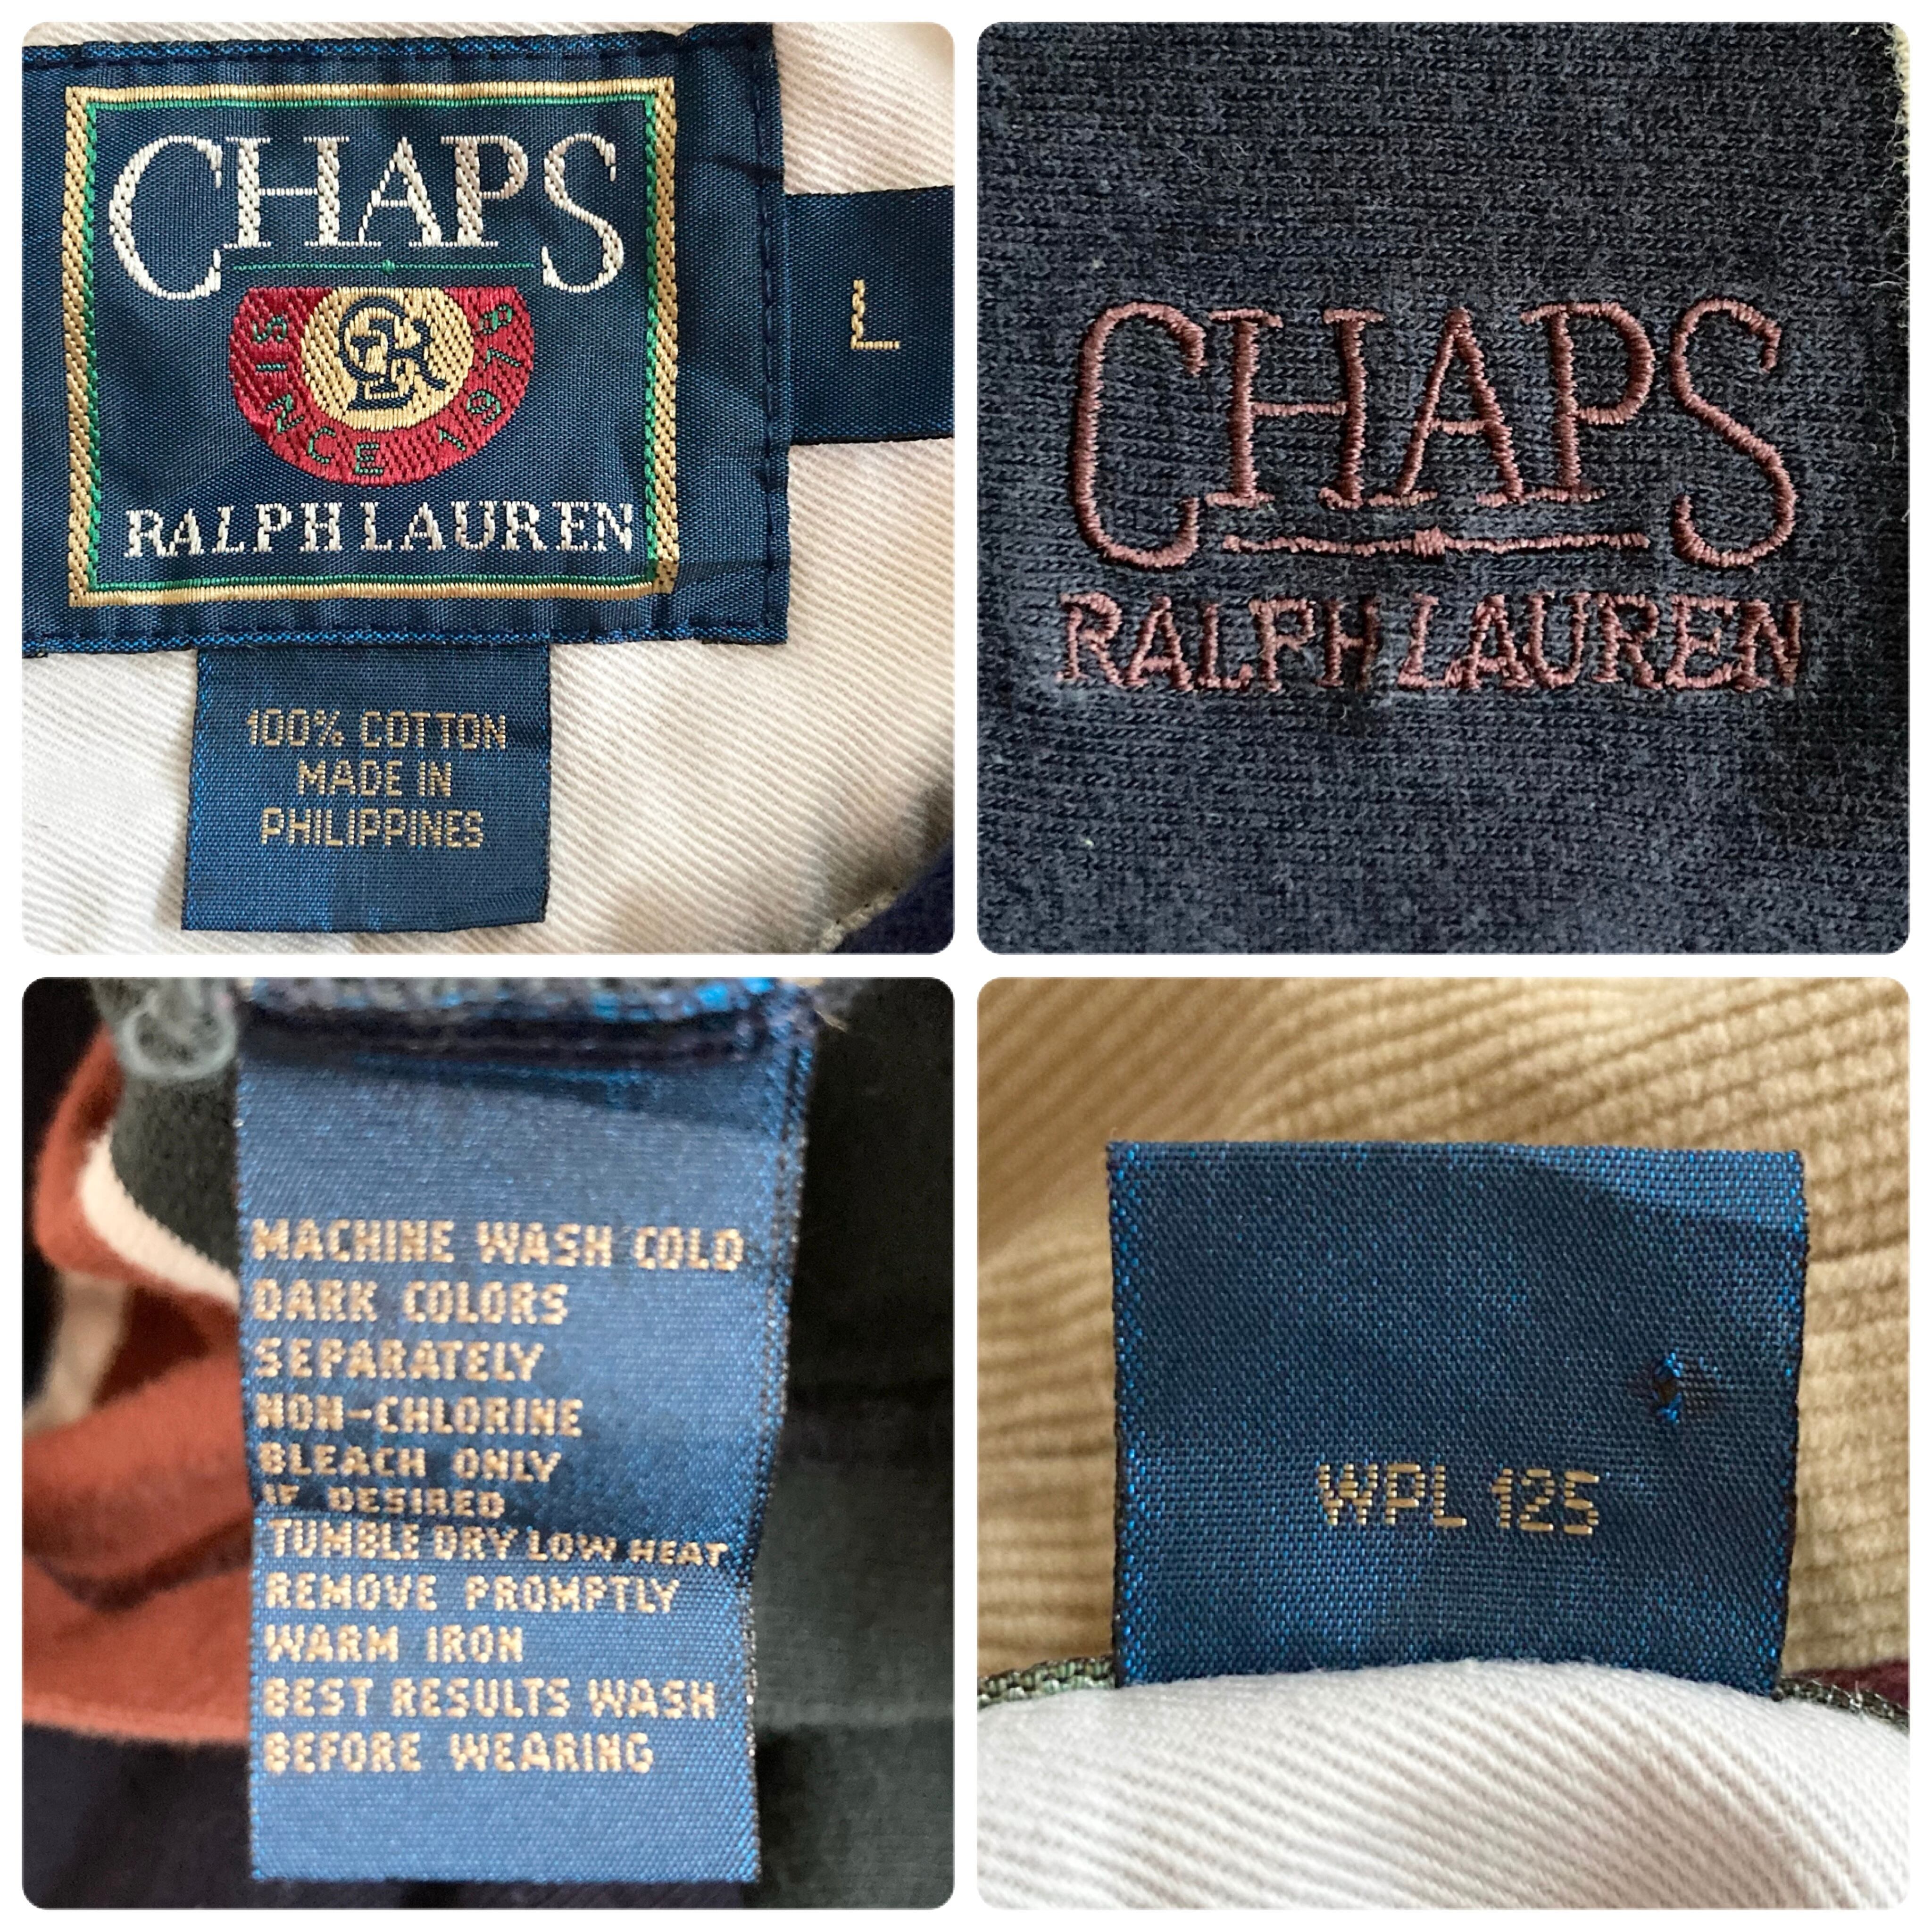 CHAPS
CRL
SINCE 1978
RALPH LAUREN
L
100% COTTON
MADE IN
PHILIPPINES
CHAPS
RALPH LAUREN
MACHINE WASH COLD
DARK COLORS
SEPARATELY
NON-CHLORINE
BLEACH ONLY
IF DESIRED
TUMBLE DRY LOW HEAT
REMOVE PROMPTLY
WARM IRON
BEST RESULTS WASH
BEFORE WEARING
WPL 125